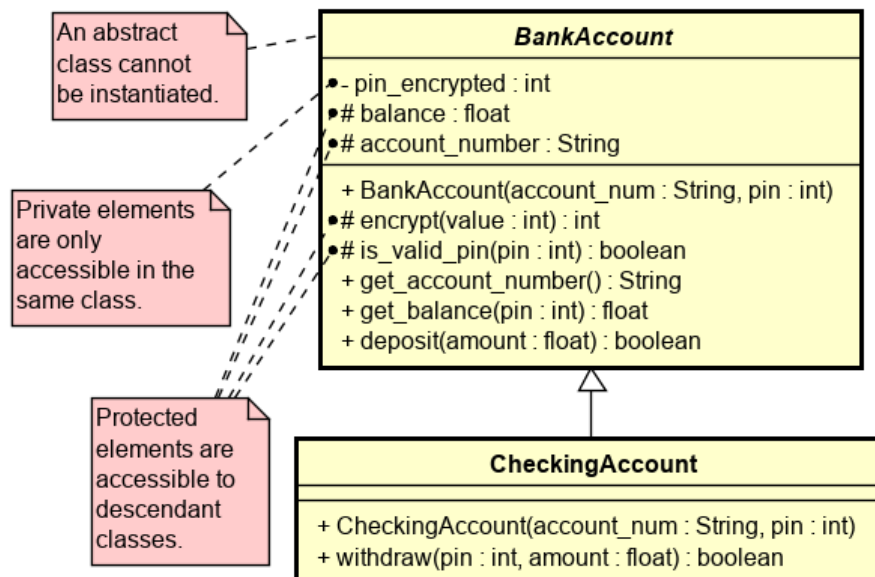 An abstract
class cannot
be instantiated.
BankAccount
- pin_encrypted : int
# balance : float
# account_number : String
+ BankAccount(account_num : String, pin : int)
# encrypt(value : int) : int
# is_valid_pin(pin : int) : boolean
+ get_account_number() : String
+ get_balance(pin : int) : float
+ deposit(amount : float) : boolean
Private elements
are only
accessible in the
same class.
Protected
elements are
accessible to
descendant
classes.
CheckingAccount
+ CheckingAccount(account_num : String, pin : int)
+ withdraw(pin : int, amount : float) : boolean